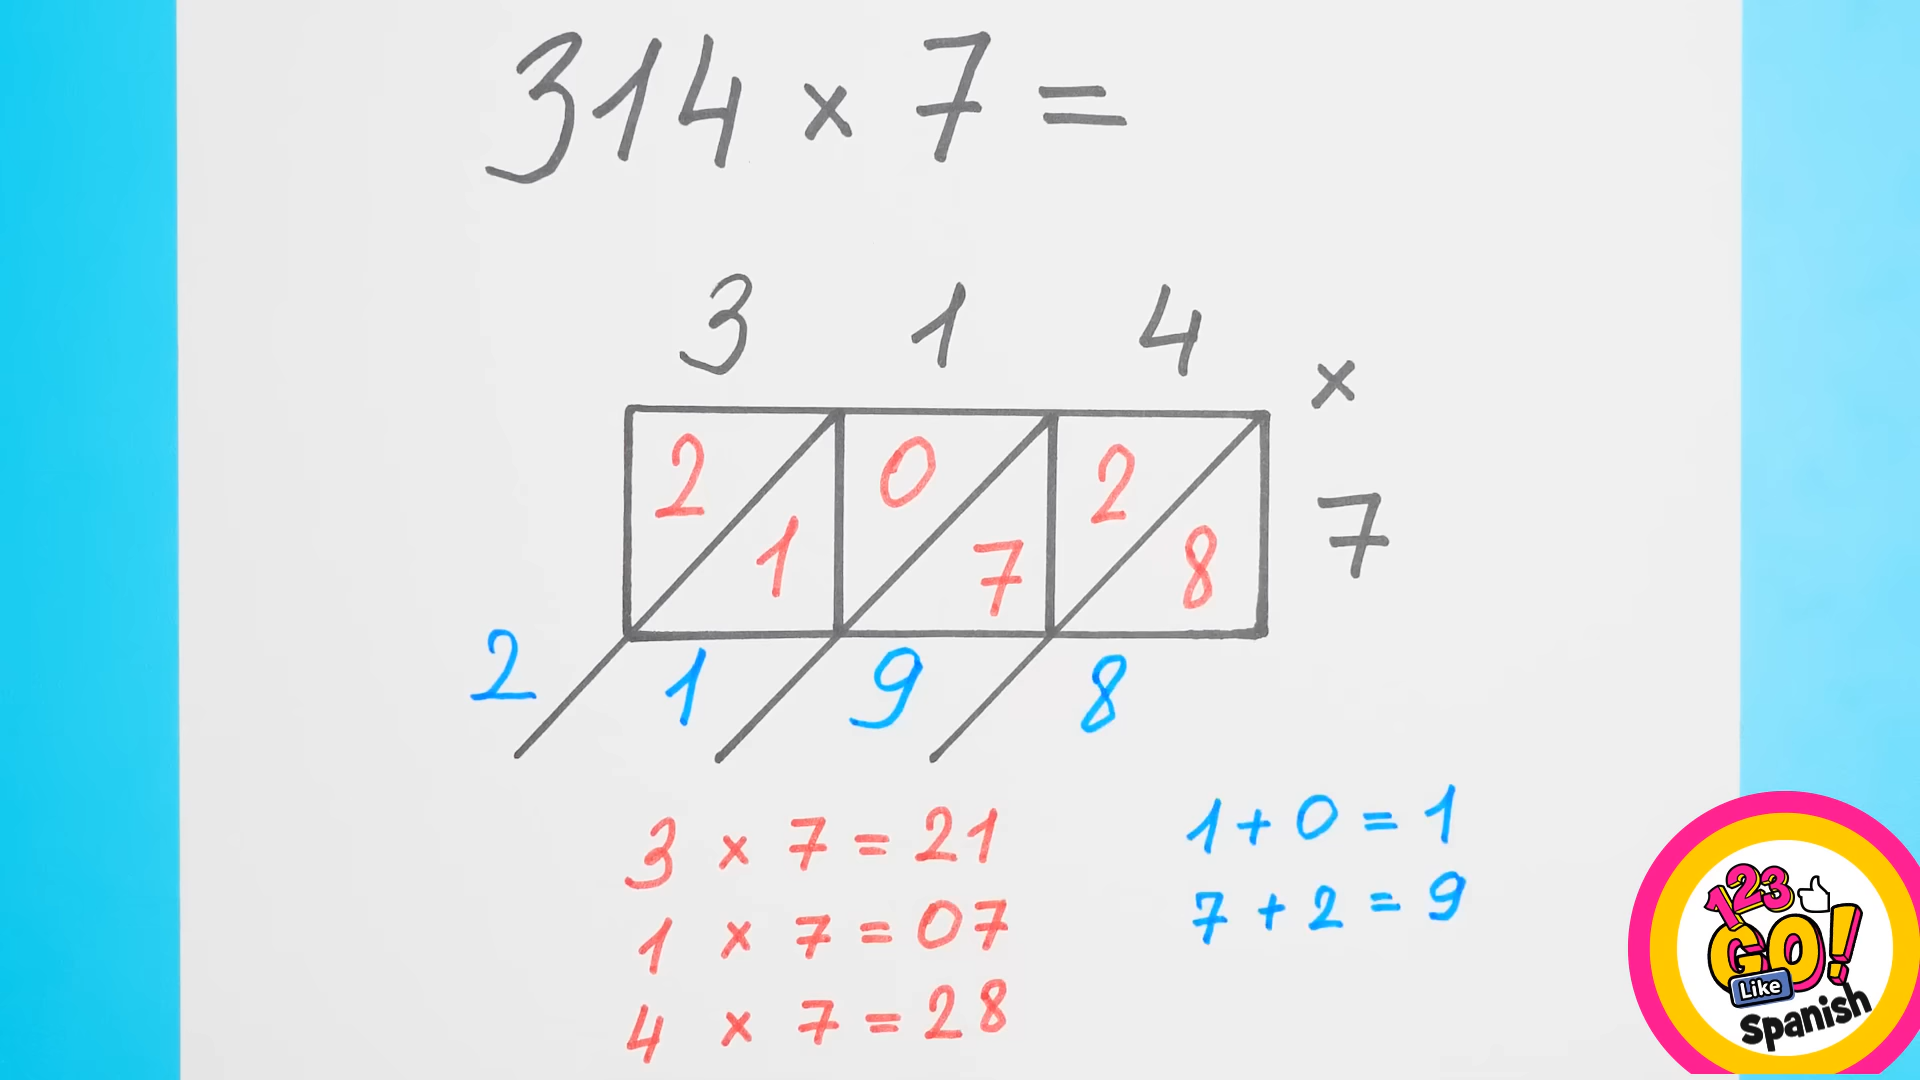 314 × 7 =
3 1 4 ×
2 0 2
1 7 8
7
2 1 9 8
3 × 7 = 21
1 × 7 = 07
4 × 7 = 28
1 + 0 = 1
7 + 2 = 9
123
GO!
Like
Spanish